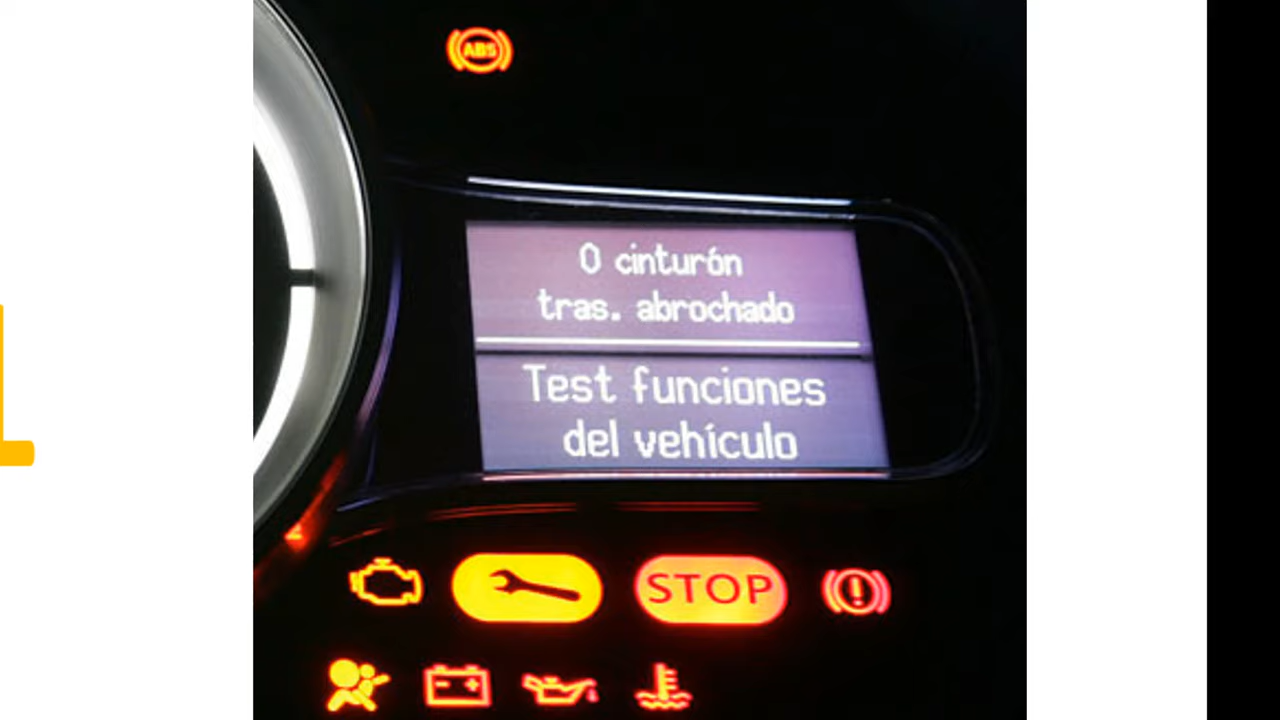 ABS
0 cinturón
tras. abrochado
Test funciones
del vehículo
STOP